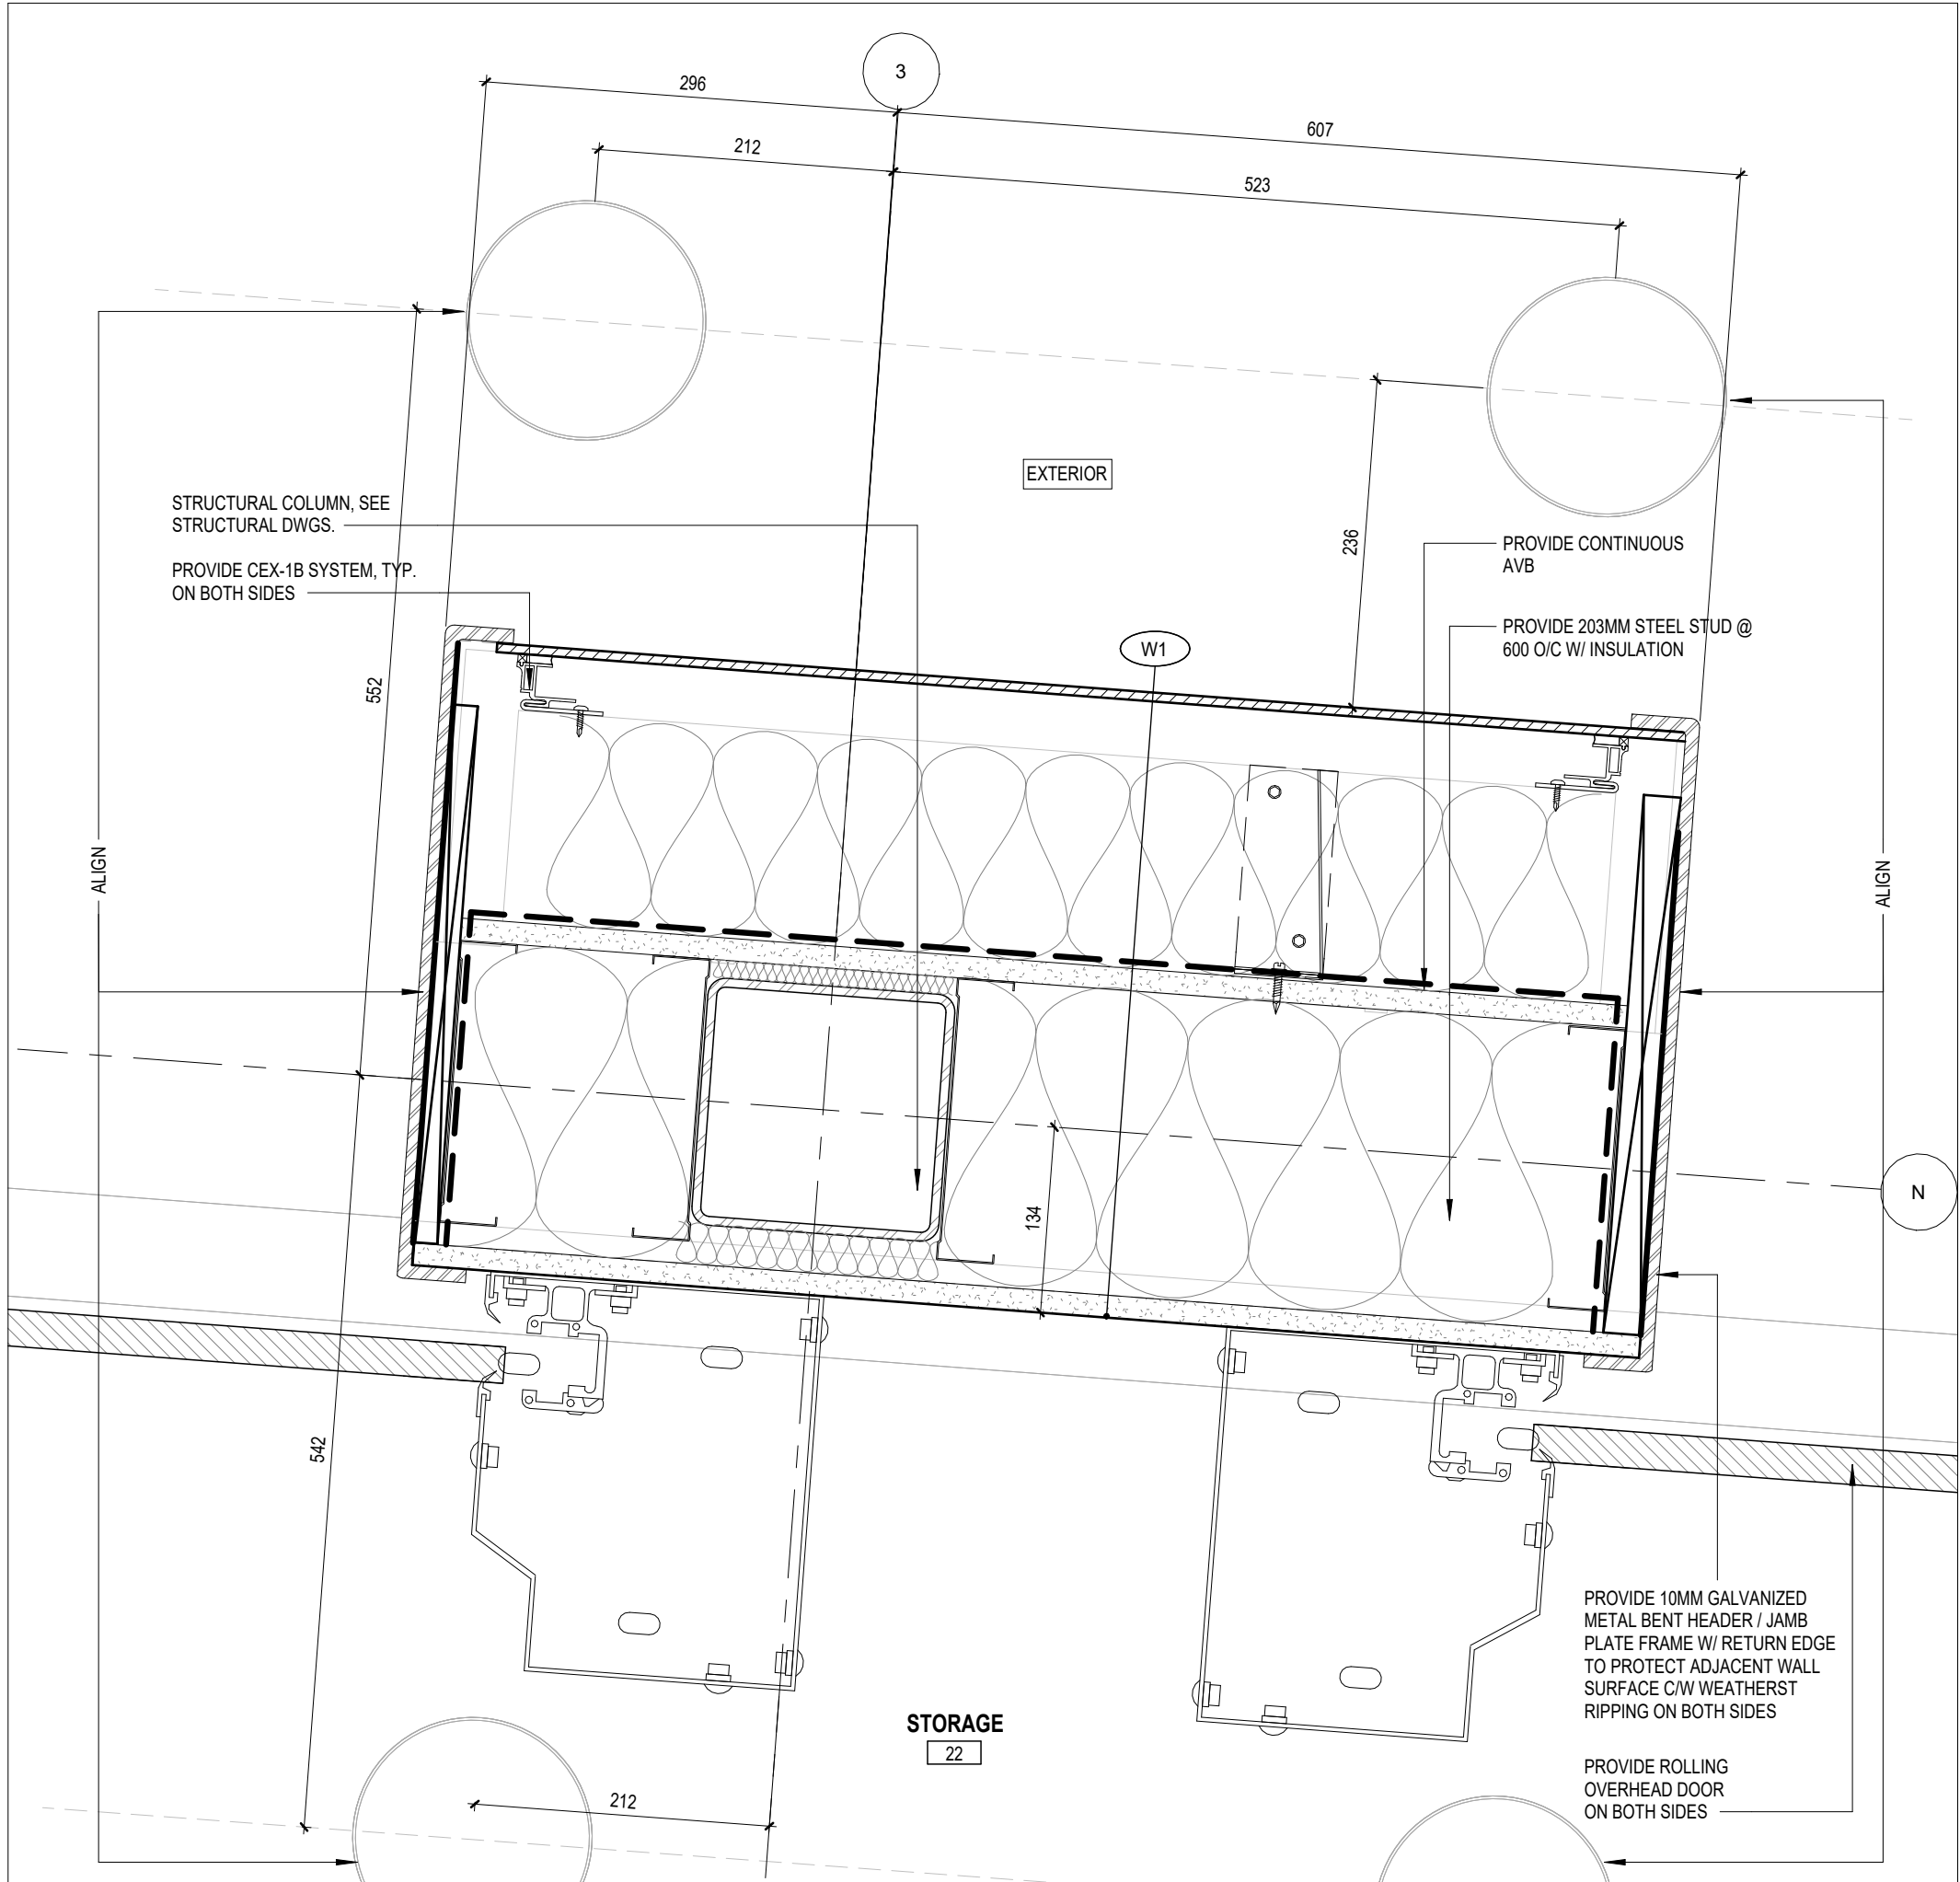 3
296
607
212
523
EXTERIOR
STRUCTURAL COLUMN, SEE
STRUCTURAL DWGS.
PROVIDE CEX-1B SYSTEM, TYP.
ON BOTH SIDES
236
PROVIDE CONTINUOUS
AVB
PROVIDE 203MM STEEL STUD @
600 O/C W/ INSULATION
W1
552
ALIGN
ALIGN
N
134
542
PROVIDE 10MM GALVANIZED
METAL BENT HEADER / JAMB
PLATE FRAME W/ RETURN EDGE
TO PROTECT ADJACENT WALL
SURFACE C/W WEATHERST
RIPPING ON BOTH SIDES
STORAGE
22
PROVIDE ROLLING
OVERHEAD DOOR
ON BOTH SIDES
212